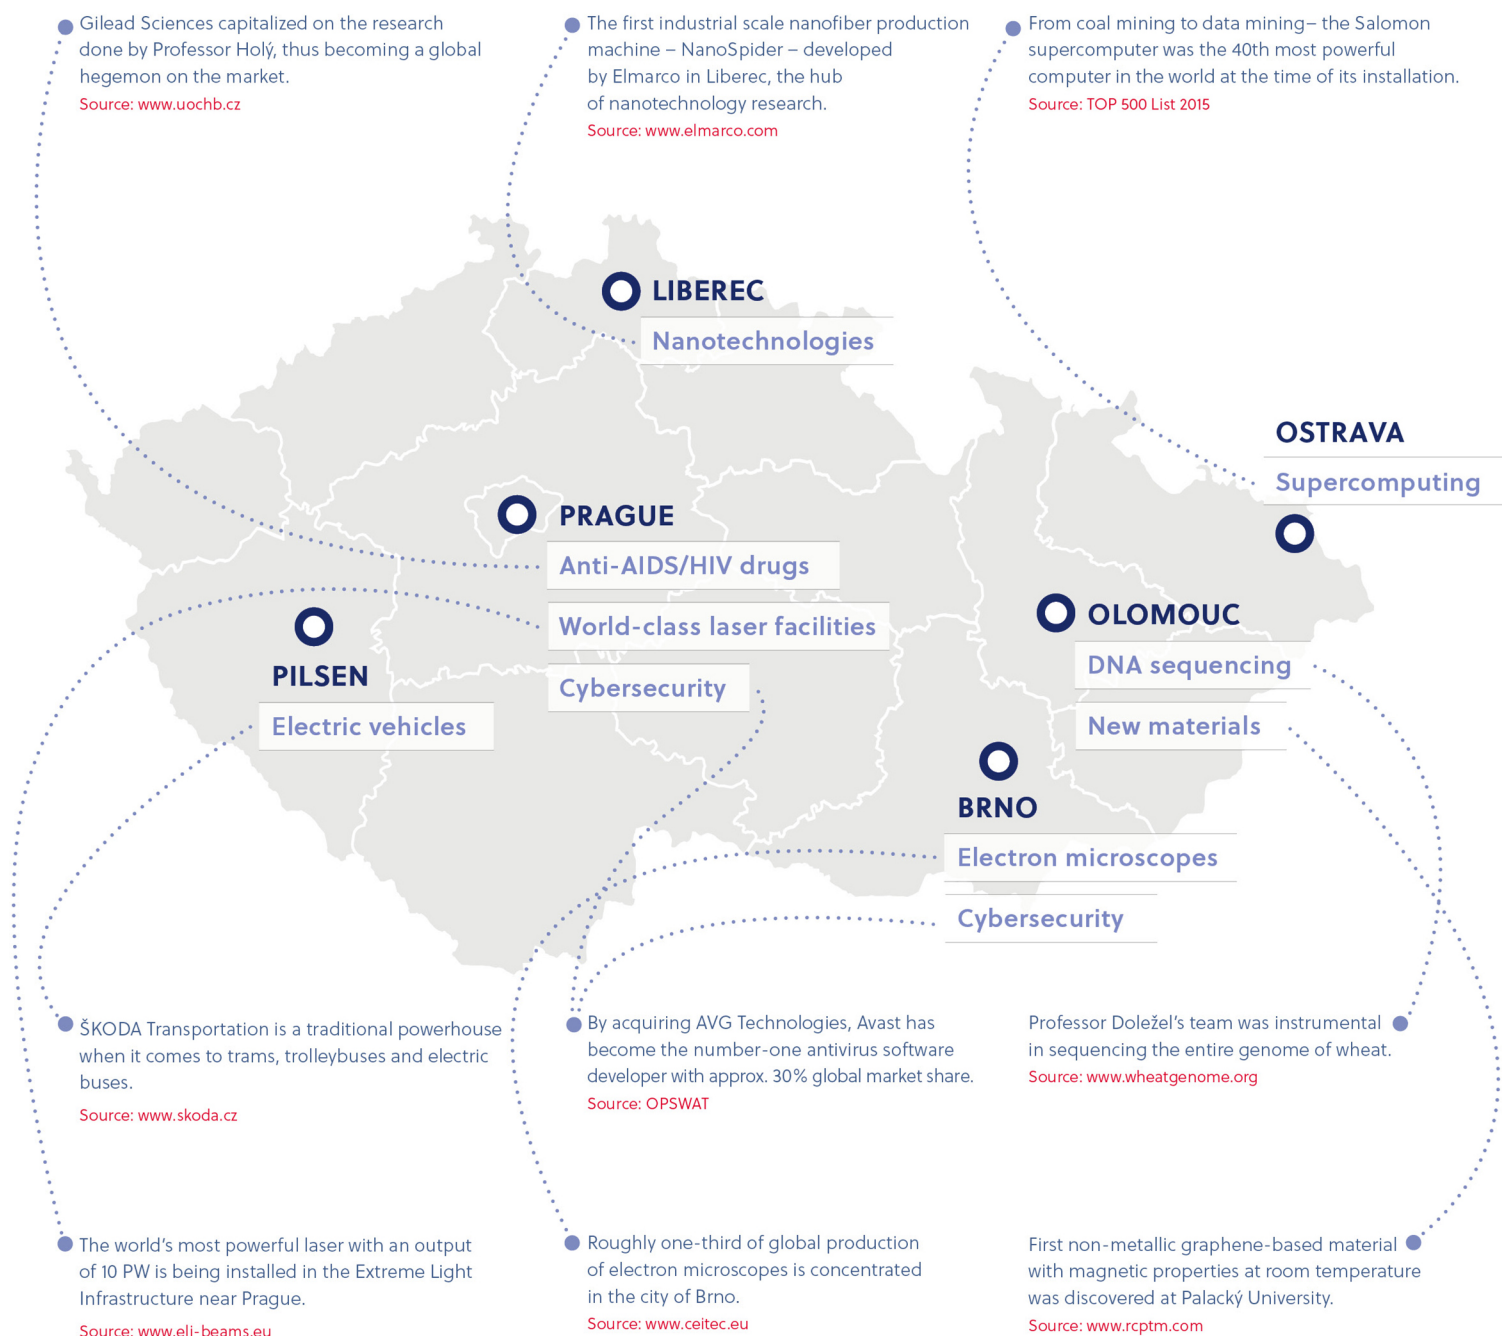 Gilead Sciences capitalized on the research
done by Professor Holý, thus becoming a global
hegemon on the market.
Source: www.uochb.cz
The first industrial scale nanofiber production
machine – NanoSpider – developed
by Elmarco in Liberec, the hub
of nanotechnology research.
Source: www.elmarco.com
From coal mining to data mining– the Salomon
supercomputer was the 40th most powerful
computer in the world at the time of its installation.
Source: TOP 500 List 2015
LIBEREC
Nanotechnologies
OSTRAVA
Supercomputing
PRAGUE
Anti-AIDS/HIV drugs
World-class laser facilities
Cybersecurity
PILSEN
Electric vehicles
OLOMOUC
DNA sequencing
New materials
BRNO
Electron microscopes
Cybersecurity
ŠKODA Transportation is a traditional powerhouse
when it comes to trams, trolleybuses and electric
buses.
Source: www.skoda.cz
By acquiring AVG Technologies, Avast has
become the number-one antivirus software
developer with approx. 30% global market share.
Source: OPSWAT
Professor Doležel's team was instrumental
in sequencing the entire genome of wheat.
Source: www.wheatgenome.org
The world's most powerful laser with an output
of 10 PW is being installed in the Extreme Light
Infrastructure near Prague.
Source: www.eli-beams.eu
Roughly one-third of global production
of electron microscopes is concentrated
in the city of Brno.
Source: www.ceitec.eu
First non-metallic graphene-based material
with magnetic properties at room temperature
was discovered at Palacký University.
Source: www.rcptm.com